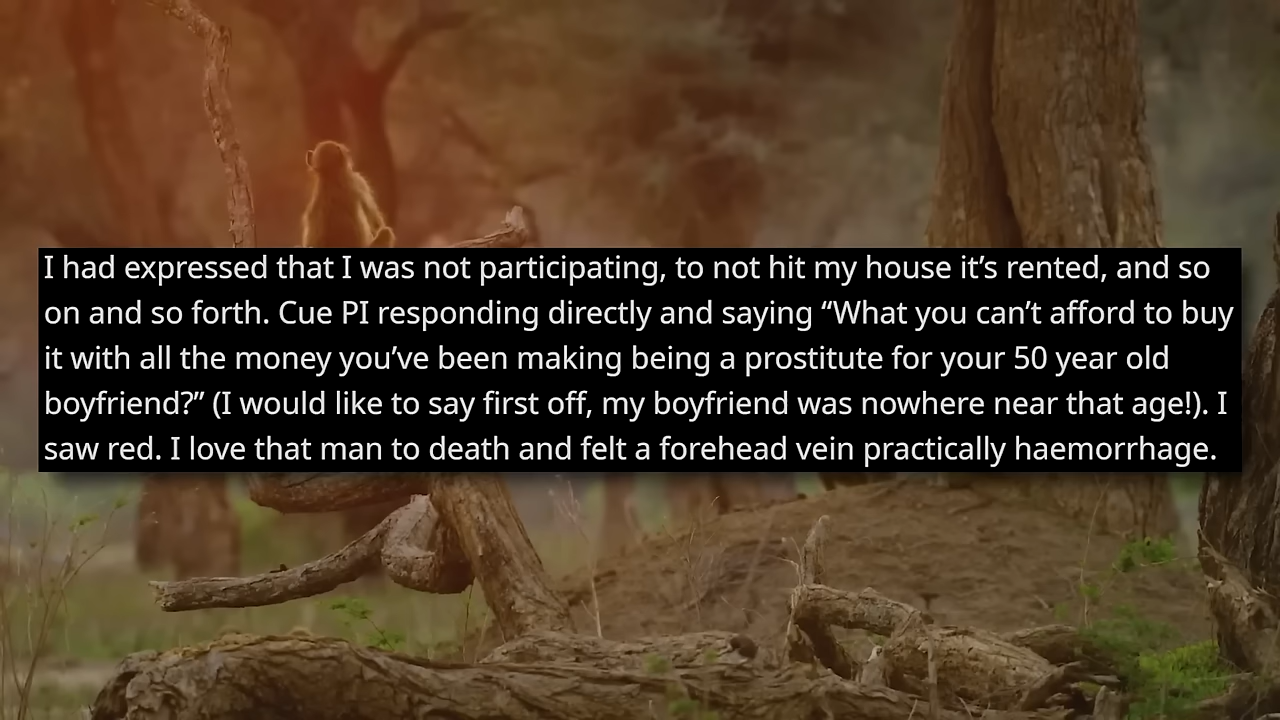 I had expressed that I was not participating, to not hit my house it’s rented, and so
on and so forth. Cue PI responding directly and saying “What you can’t afford to buy
it with all the money you’ve been making being a prostitute for your 50 year old
boyfriend?” (I would like to say first off, my boyfriend was nowhere near that age!). I
saw red. I love that man to death and felt a forehead vein practically haemorrhage.